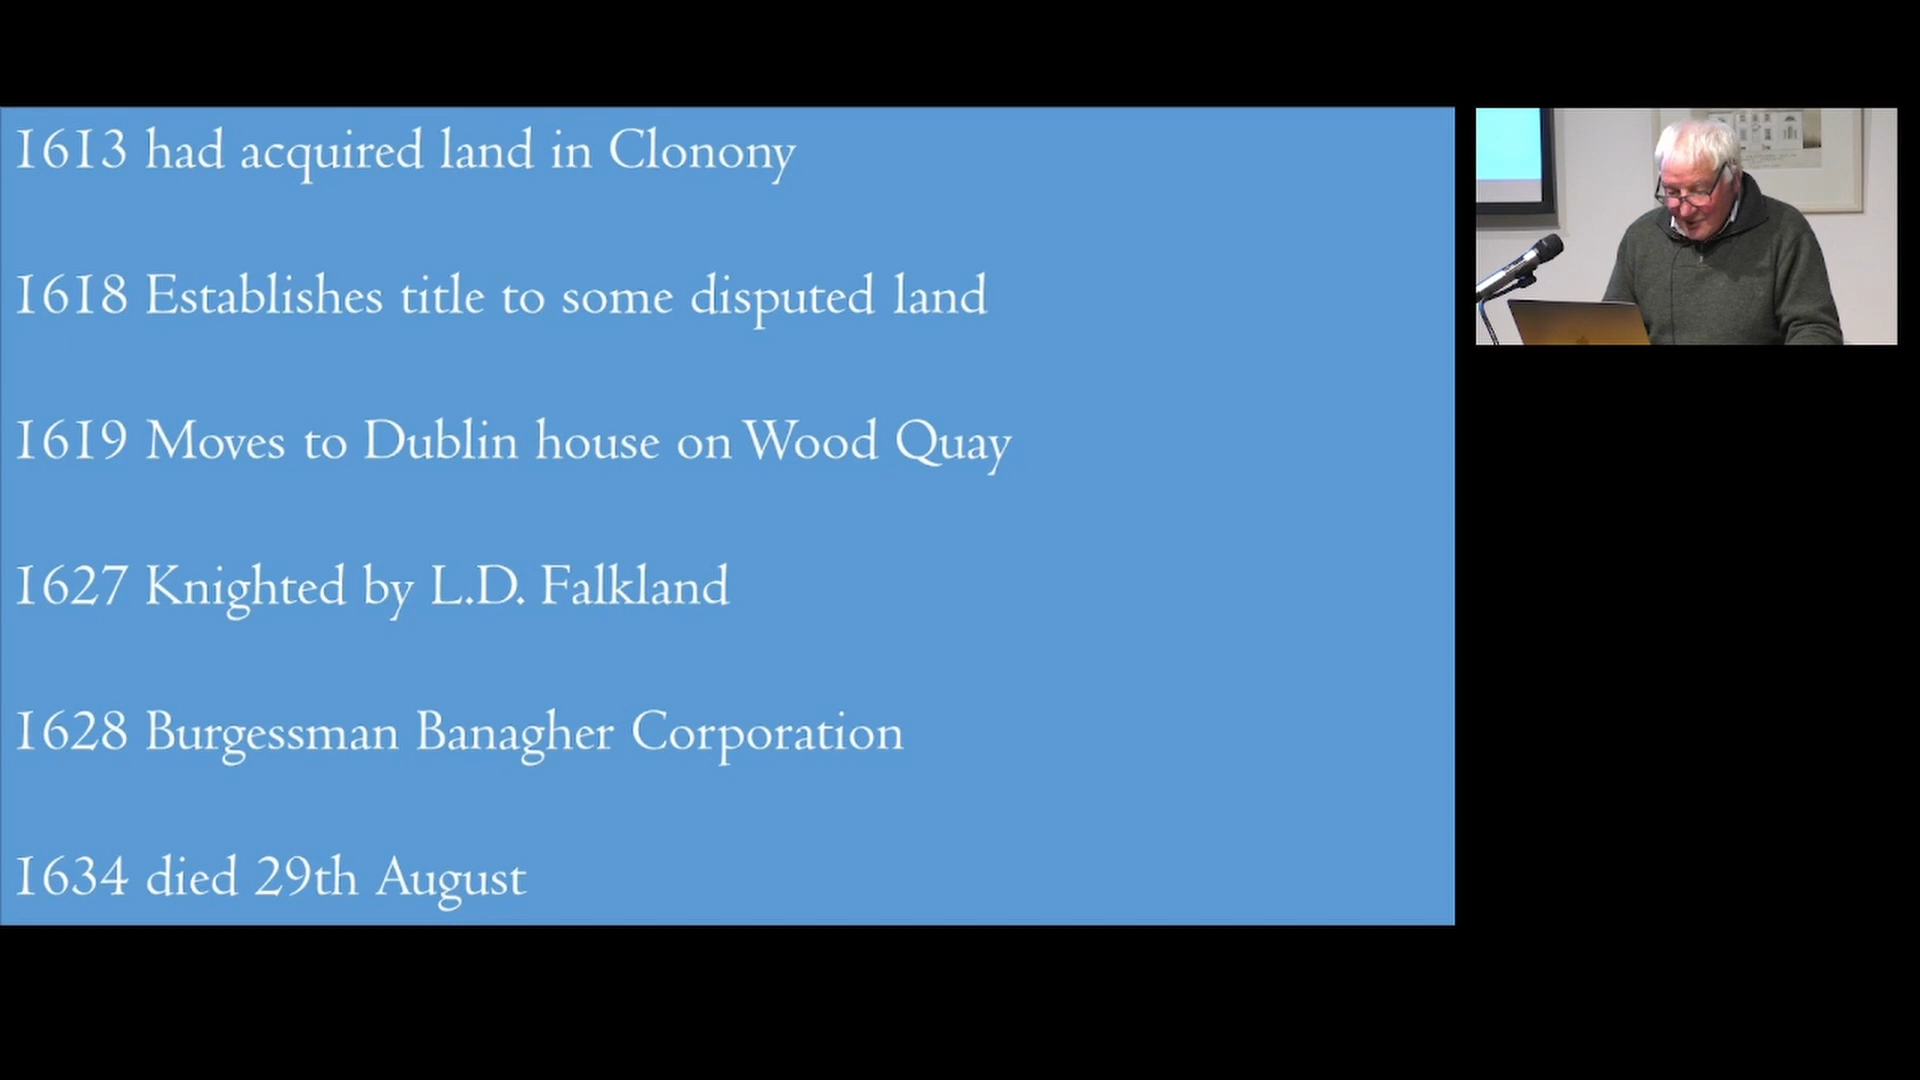 1613 had acquired land in Clonony
1618 Establishes title to some disputed land
1619 Moves to Dublin house on Wood Quay
1627 Knighted by L.D. Falkland
1628 Burgessman Banagher Corporation
1634 died 29th August